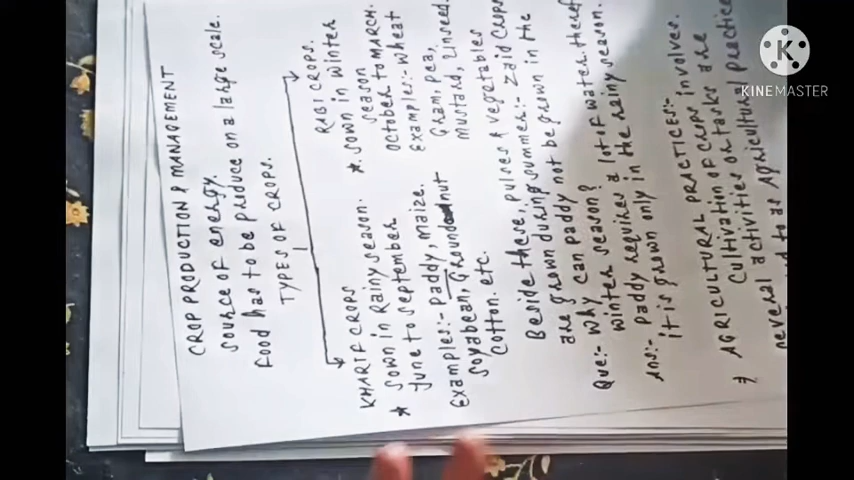 CROP PRODUCTION & MANAGEMENT
Source of energy.
Food has to be produce on a large scale.
TYPES OF CROPS.
KHARIF CROPS
★ Sown in Rainy season.
June to September
Examples:- Paddy, Maize.
Soyabean, Groundnut
Cotton. etc.
RABI CROPS.
★. Sown in winter
season
October to MARCH.
Examples:- wheat
Gram, pea,
Mustard, Linseed.
Beside these, pulses & vegetables
are grown during summer:- Zaid crops
Que:- Why can paddy not be grown in the
winter season?
Ans:- Paddy requires a lot of water.
it is grown only in the rainy season.
AGRICULTURAL PRACTICES:-
Cultivation of crops involves.
several activities or tasks are
to as Agricultural practice
KINEMASTER